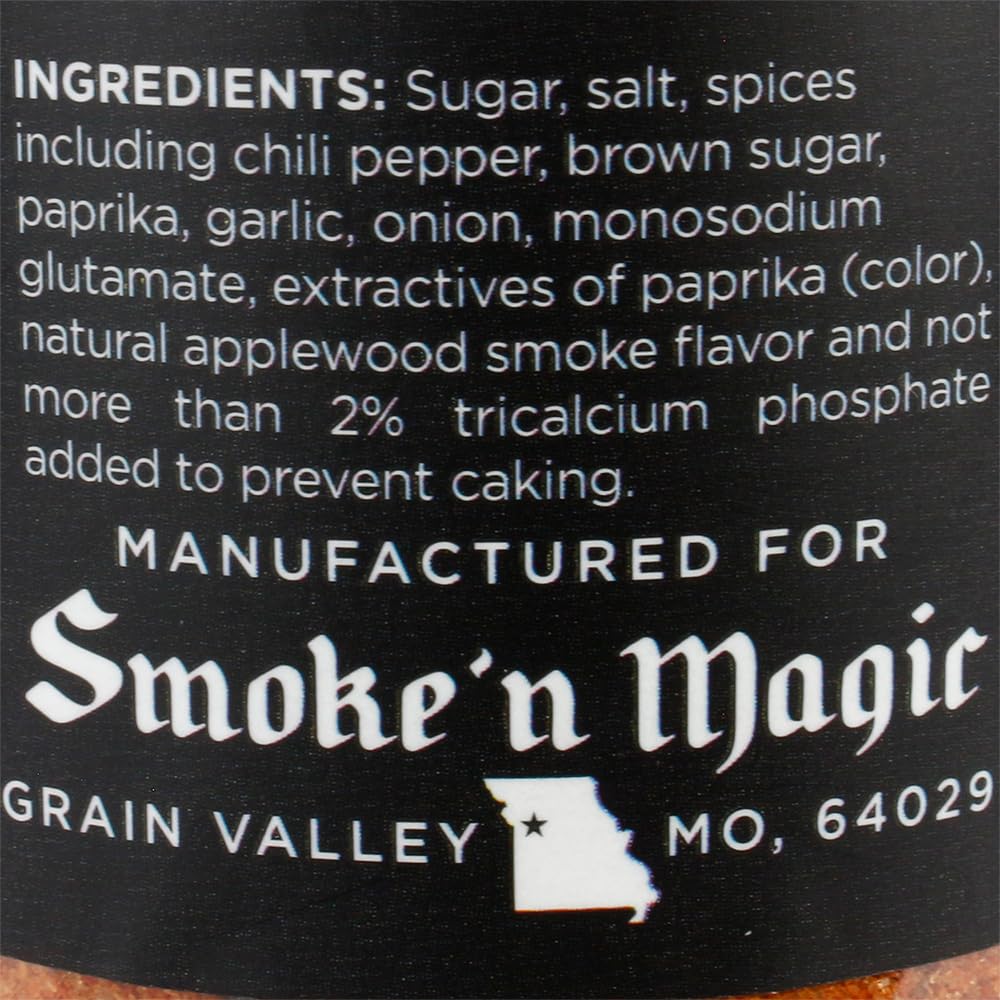 INGREDIENTS: Sugar, salt, spices
including chili pepper, brown sugar,
paprika, garlic, onion, monosodium
glutamate, extractives of paprika (color),
natural applewood smoke flavor and not
more than 2% tricalcium phosphate
added to prevent caking.
MANUFACTURED FOR
Smoke'n Magic
GRAIN VALLEY MO, 64029